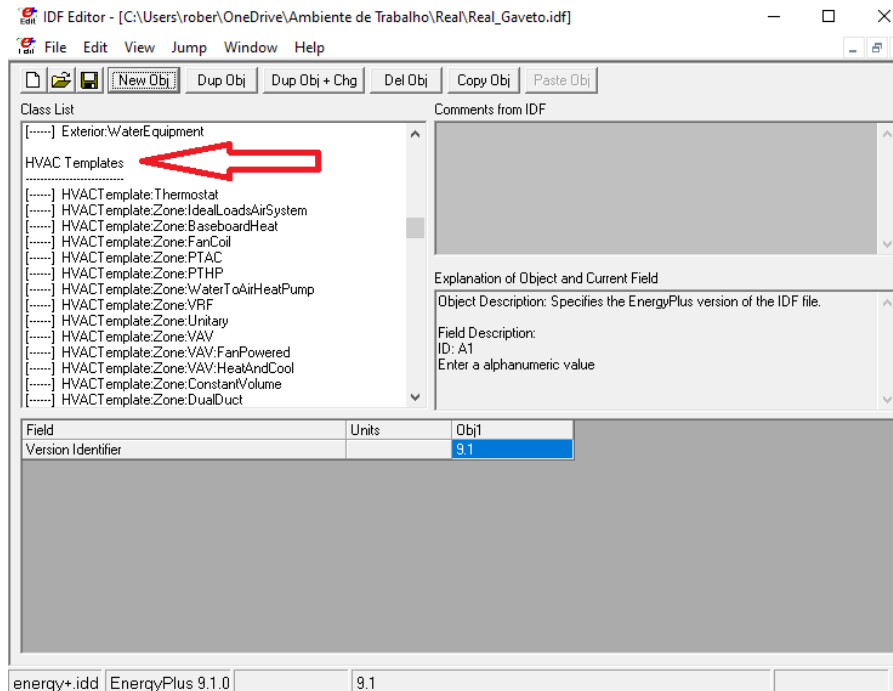 IDF Editor - [C:\Users\rober\OneDrive\Ambiente de Trabalho\Real\Real_Gaveto.idf]
File Edit View Jump Window Help
New Obj Dup Obj Dup Obj + Chg Del Obj Copy Obj Paste Obj
Class List
[------] Exterior:WaterEquipment
HVAC Templates
--------------------------
[------] HVACTemplate:Thermostat
[------] HVACTemplate:Zone:IdealLoadsAirSystem
[------] HVACTemplate:Zone:BaseboardHeat
[------] HVACTemplate:Zone:FanCoil
[------] HVACTemplate:Zone:PTAC
[------] HVACTemplate:Zone:PTHP
[------] HVACTemplate:Zone:WaterToAirHeatPump
[------] HVACTemplate:Zone:VRF
[------] HVACTemplate:Zone:Unitary
[------] HVACTemplate:Zone:VAV
[------] HVACTemplate:Zone:VAV:FanPowered
[------] HVACTemplate:Zone:VAV:HeatAndCool
[------] HVACTemplate:Zone:ConstantVolume
[------] HVACTemplate:Zone:DualDuct
Comments from IDF
Explanation of Object and Current Field
Object Description: Specifies the EnergyPlus version of the IDF file.
Field Description:
ID: A1
Enter a alphanumeric value
Field Units Obj1
Version Identifier 9.1
energy+.idd EnergyPlus 9.1.0 9.1